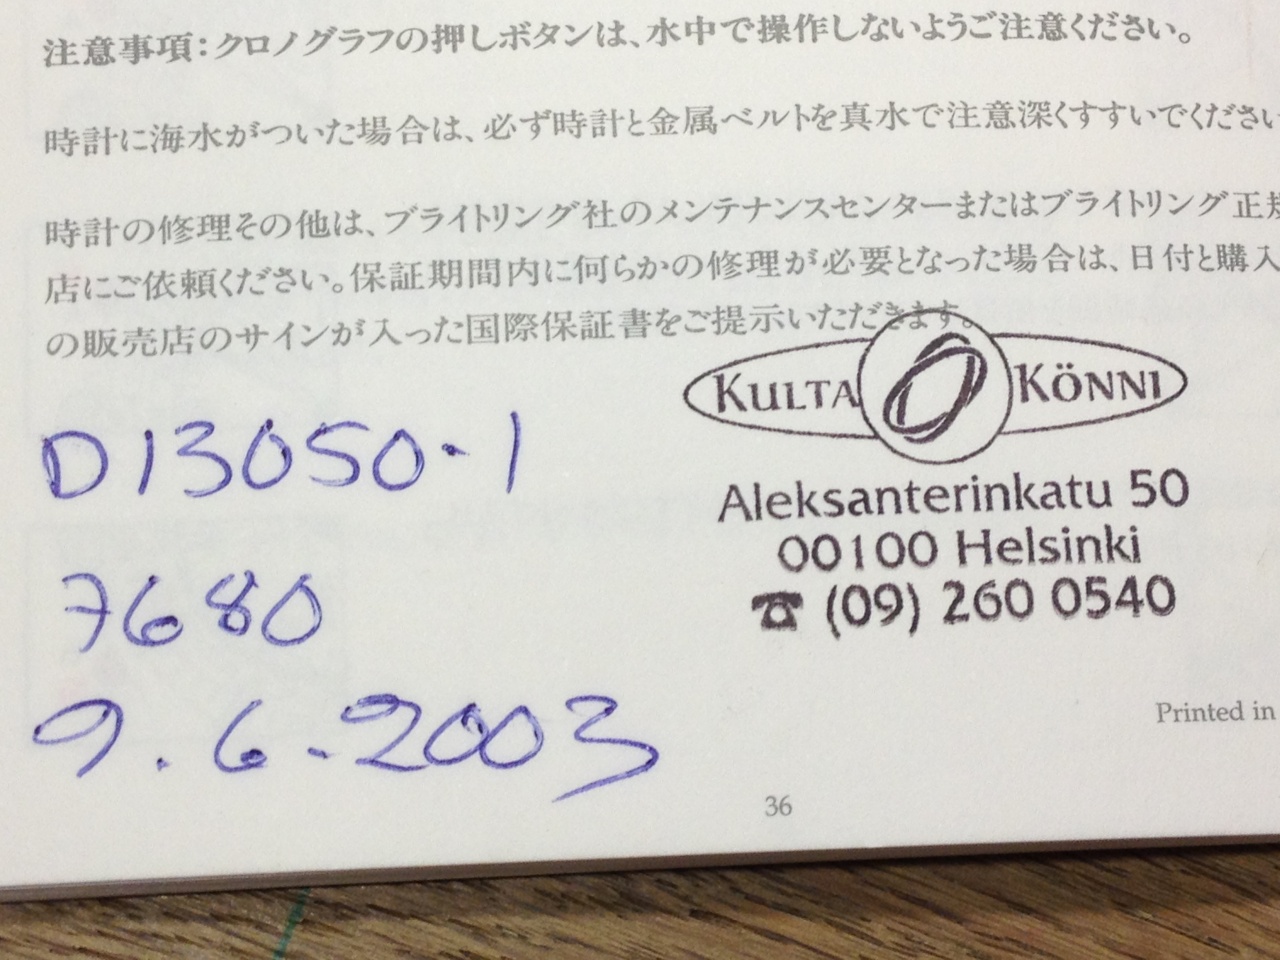 注意事項：クロノグラフの押しボタンは、水中で操作しないようご注意ください。
時計に海水がついた場合は、必ず時計と金属ベルトを真水で注意深くすすいでください
時計の修理その他は、ブライトリング社のメンテナンスセンターまたはブライトリング正規
店にご依頼ください。保証期間内に何らかの修理が必要となった場合は、日付と購入
の販売店のサインが入った国際保証書をご提示いただきます。
KULTA KÖNNI
Aleksanterinkatu 50
00100 Helsinki
☎ (09) 260 0540
D13050-1
7680
9.6.2003
Printed in
36